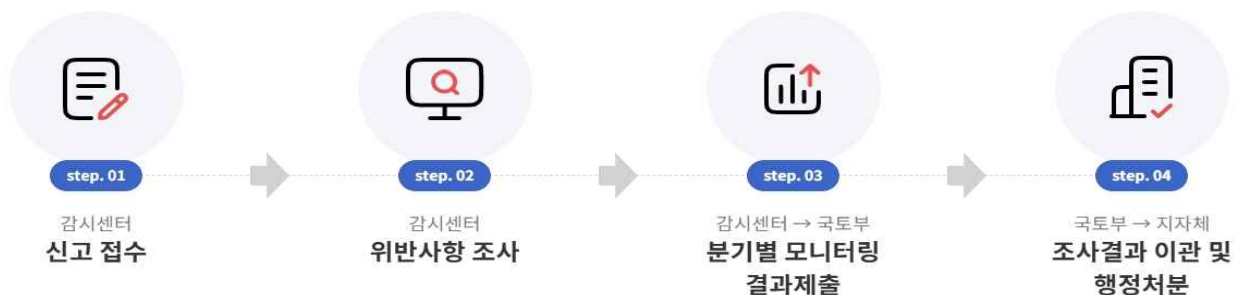 step. 01
감시센터
신고 접수
step. 02
감시센터
위반사항 조사
step. 03
감시센터 → 국토부
분기별 모니터링
결과제출
step. 04
국토부 → 지자체
조사결과 이관 및
행정처분